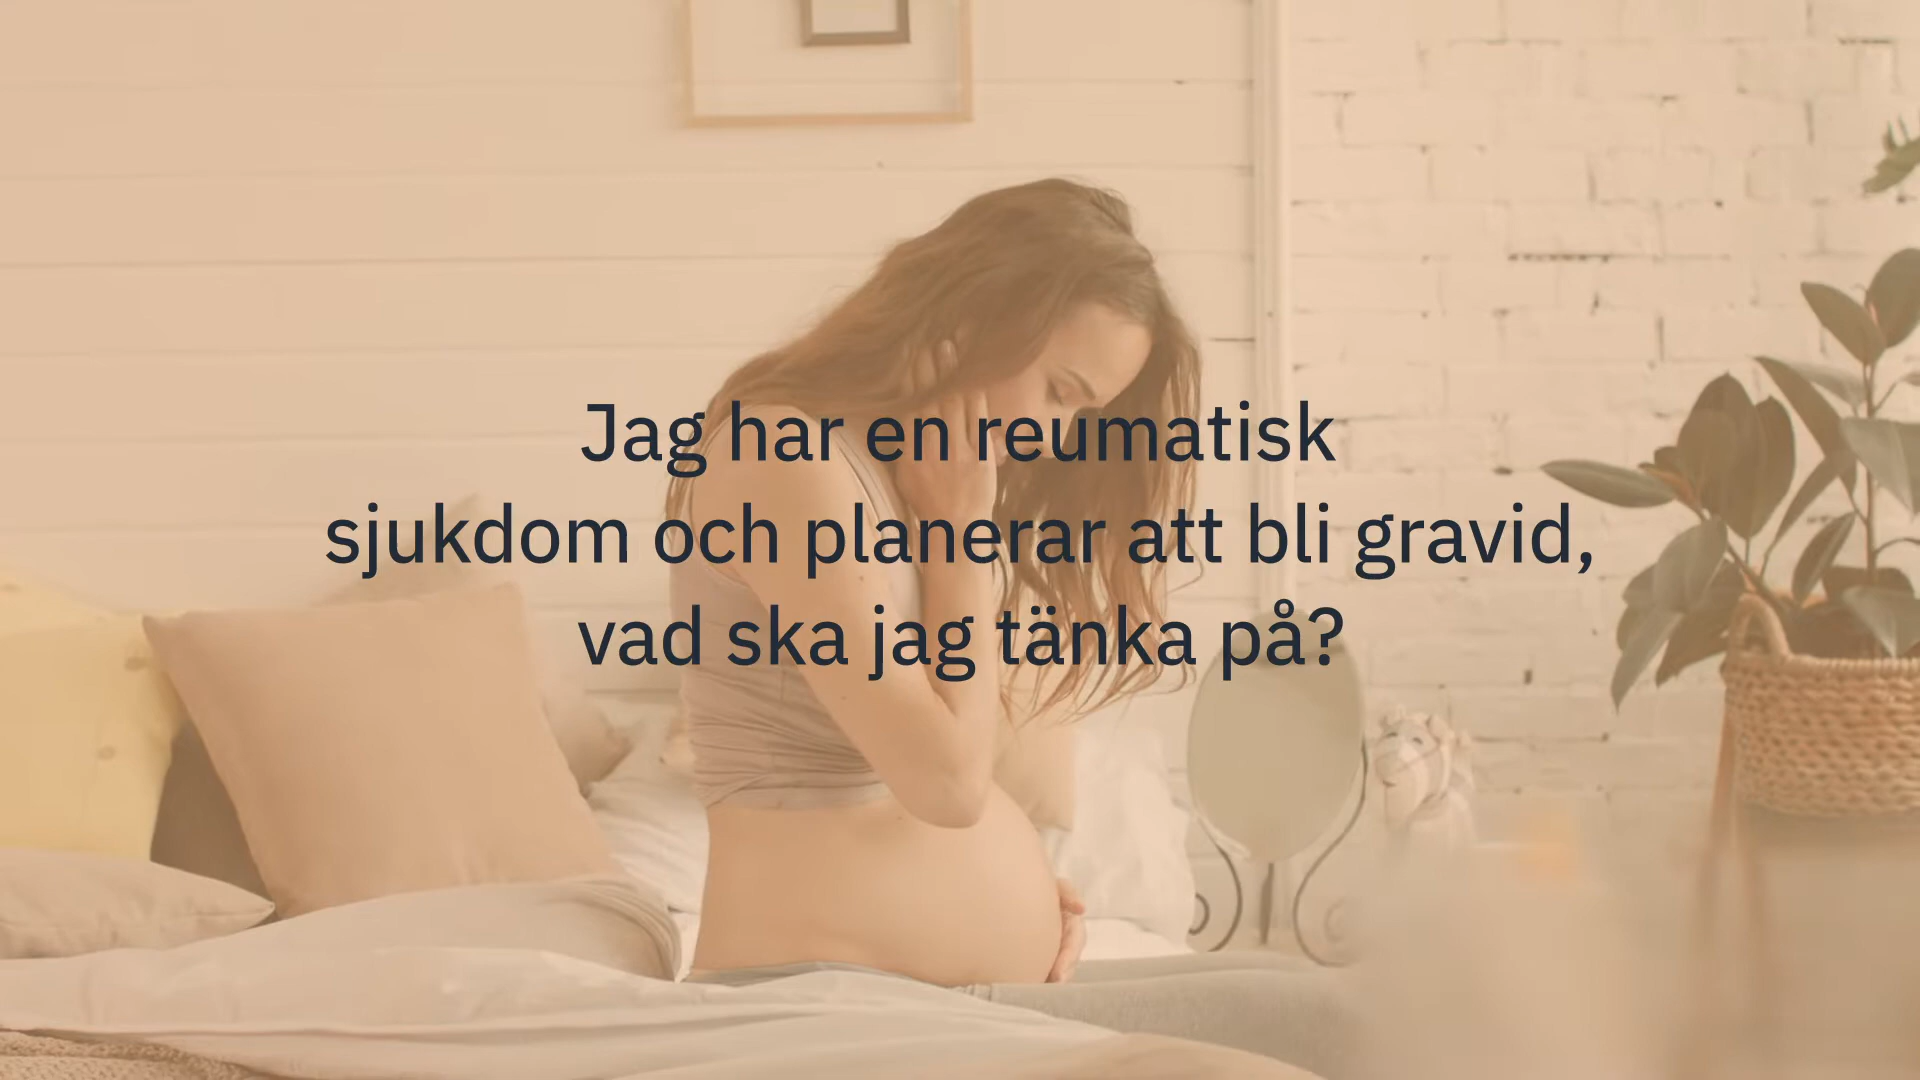 Jag har en reumatisk
sjukdom och planerar att bli gravid,
vad ska jag tänka på?